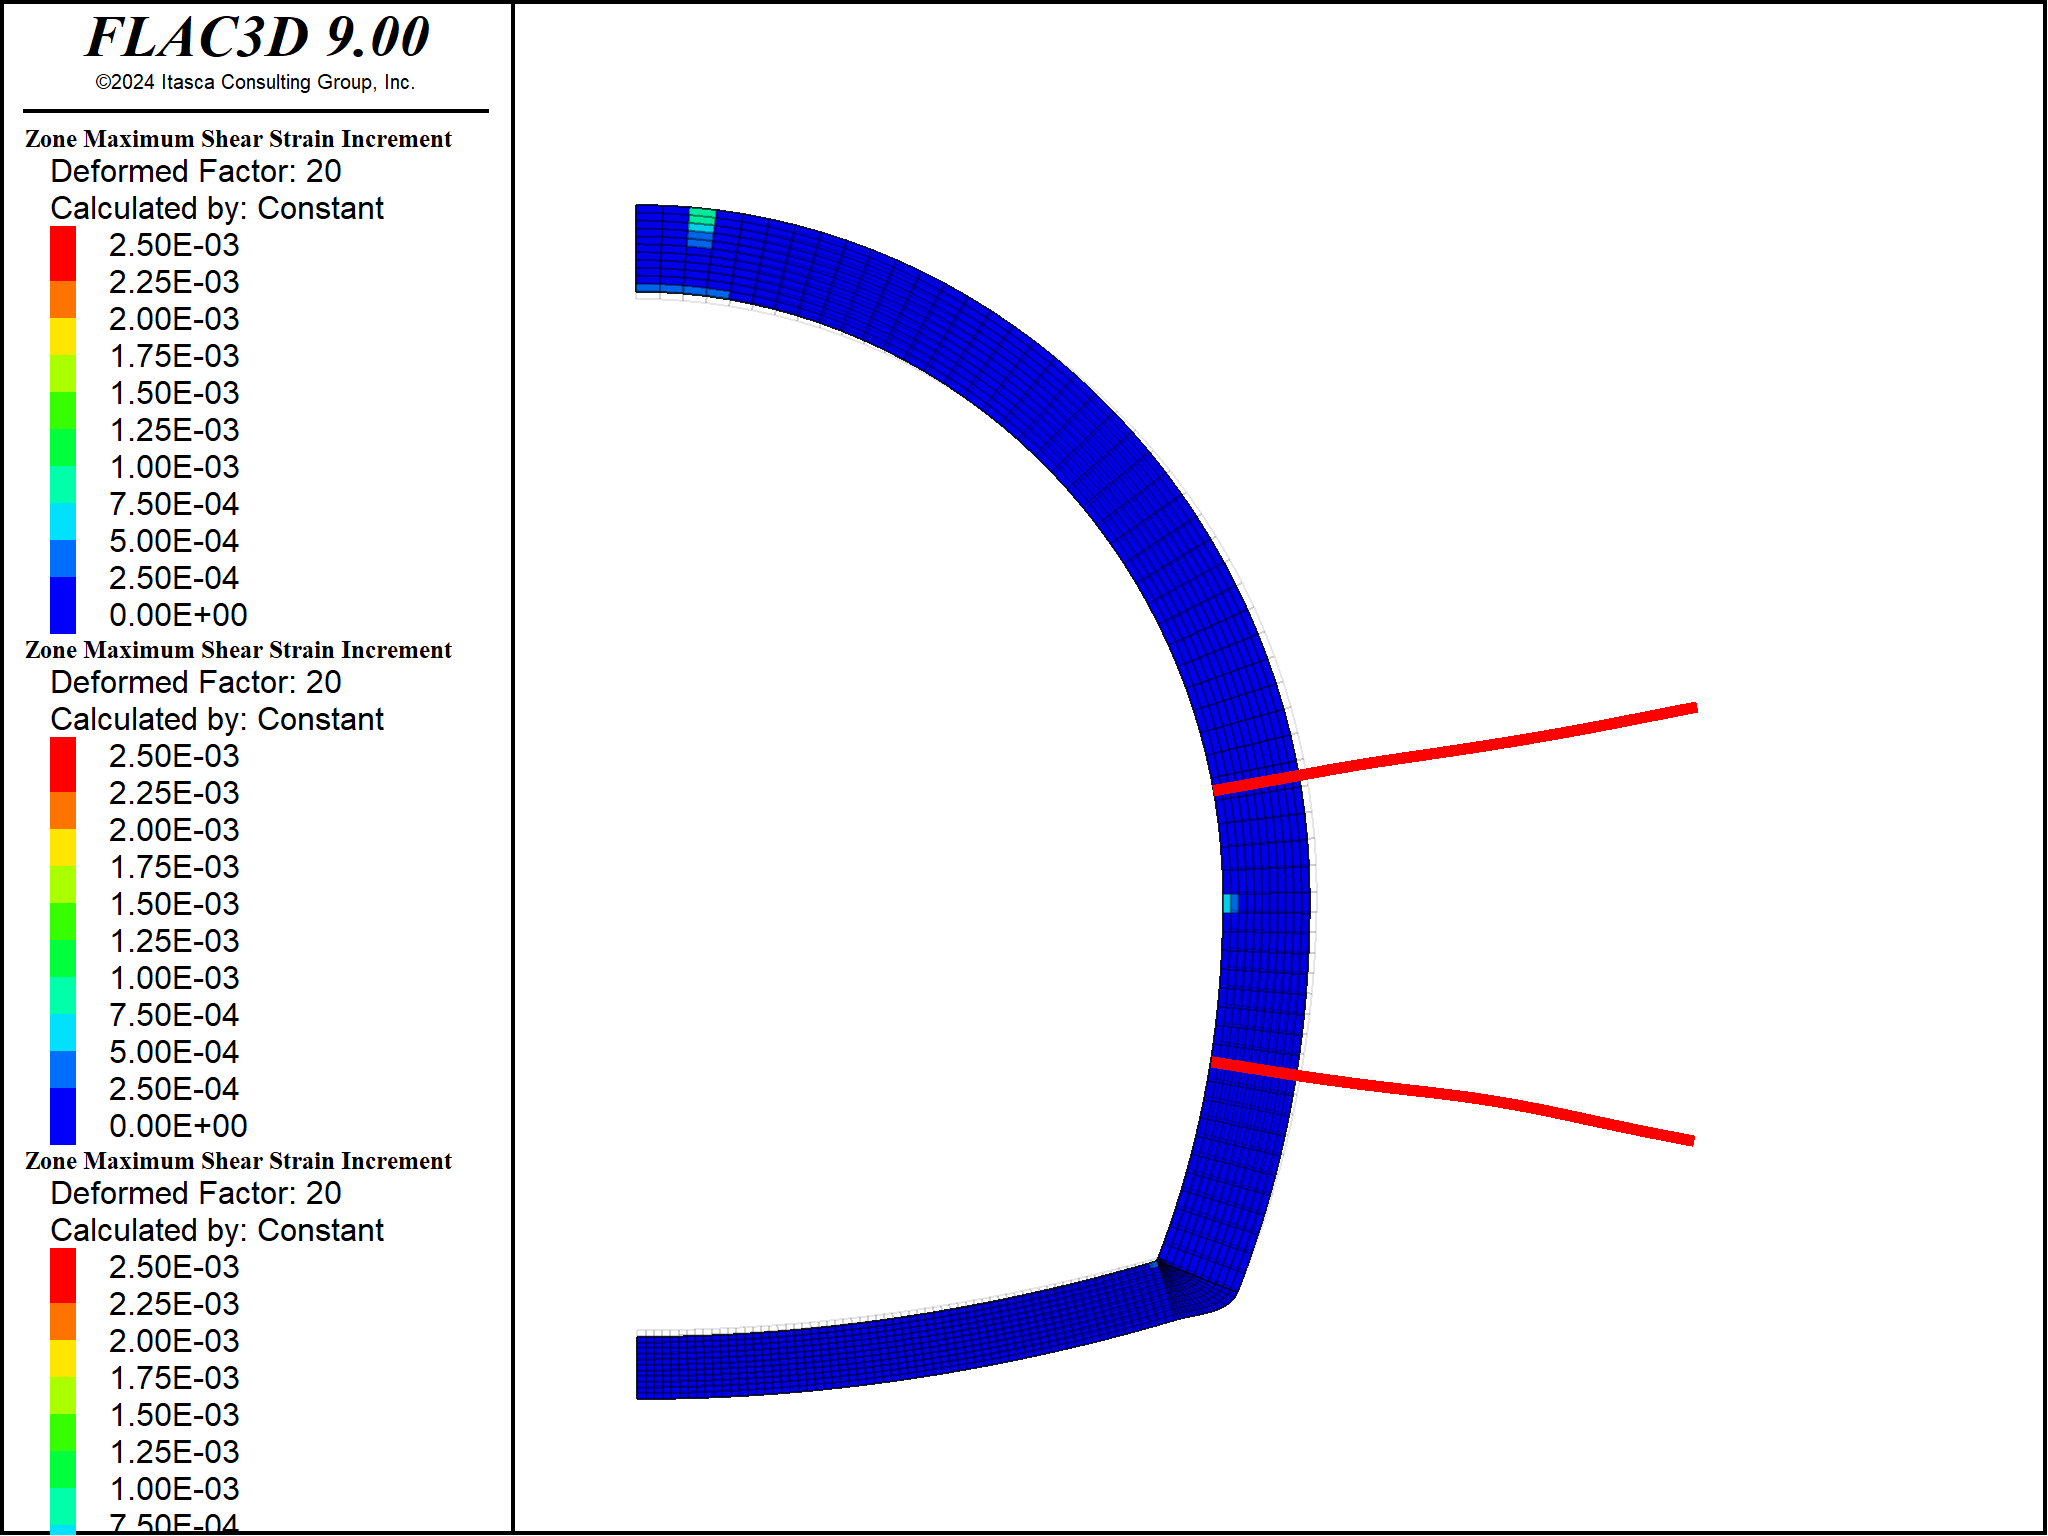 FLAC3D 9.00
©2024 Itasca Consulting Group, Inc.
Zone Maximum Shear Strain Increment
Deformed Factor: 20
Calculated by: Constant
2.50E-03
2.25E-03
2.00E-03
1.75E-03
1.50E-03
1.25E-03
1.00E-03
7.50E-04
5.00E-04
2.50E-04
0.00E+00
Zone Maximum Shear Strain Increment
Deformed Factor: 20
Calculated by: Constant
2.50E-03
2.25E-03
2.00E-03
1.75E-03
1.50E-03
1.25E-03
1.00E-03
7.50E-04
5.00E-04
2.50E-04
0.00E+00
Zone Maximum Shear Strain Increment
Deformed Factor: 20
Calculated by: Constant
2.50E-03
2.25E-03
2.00E-03
1.75E-03
1.50E-03
1.25E-03
1.00E-03
7.50E-04